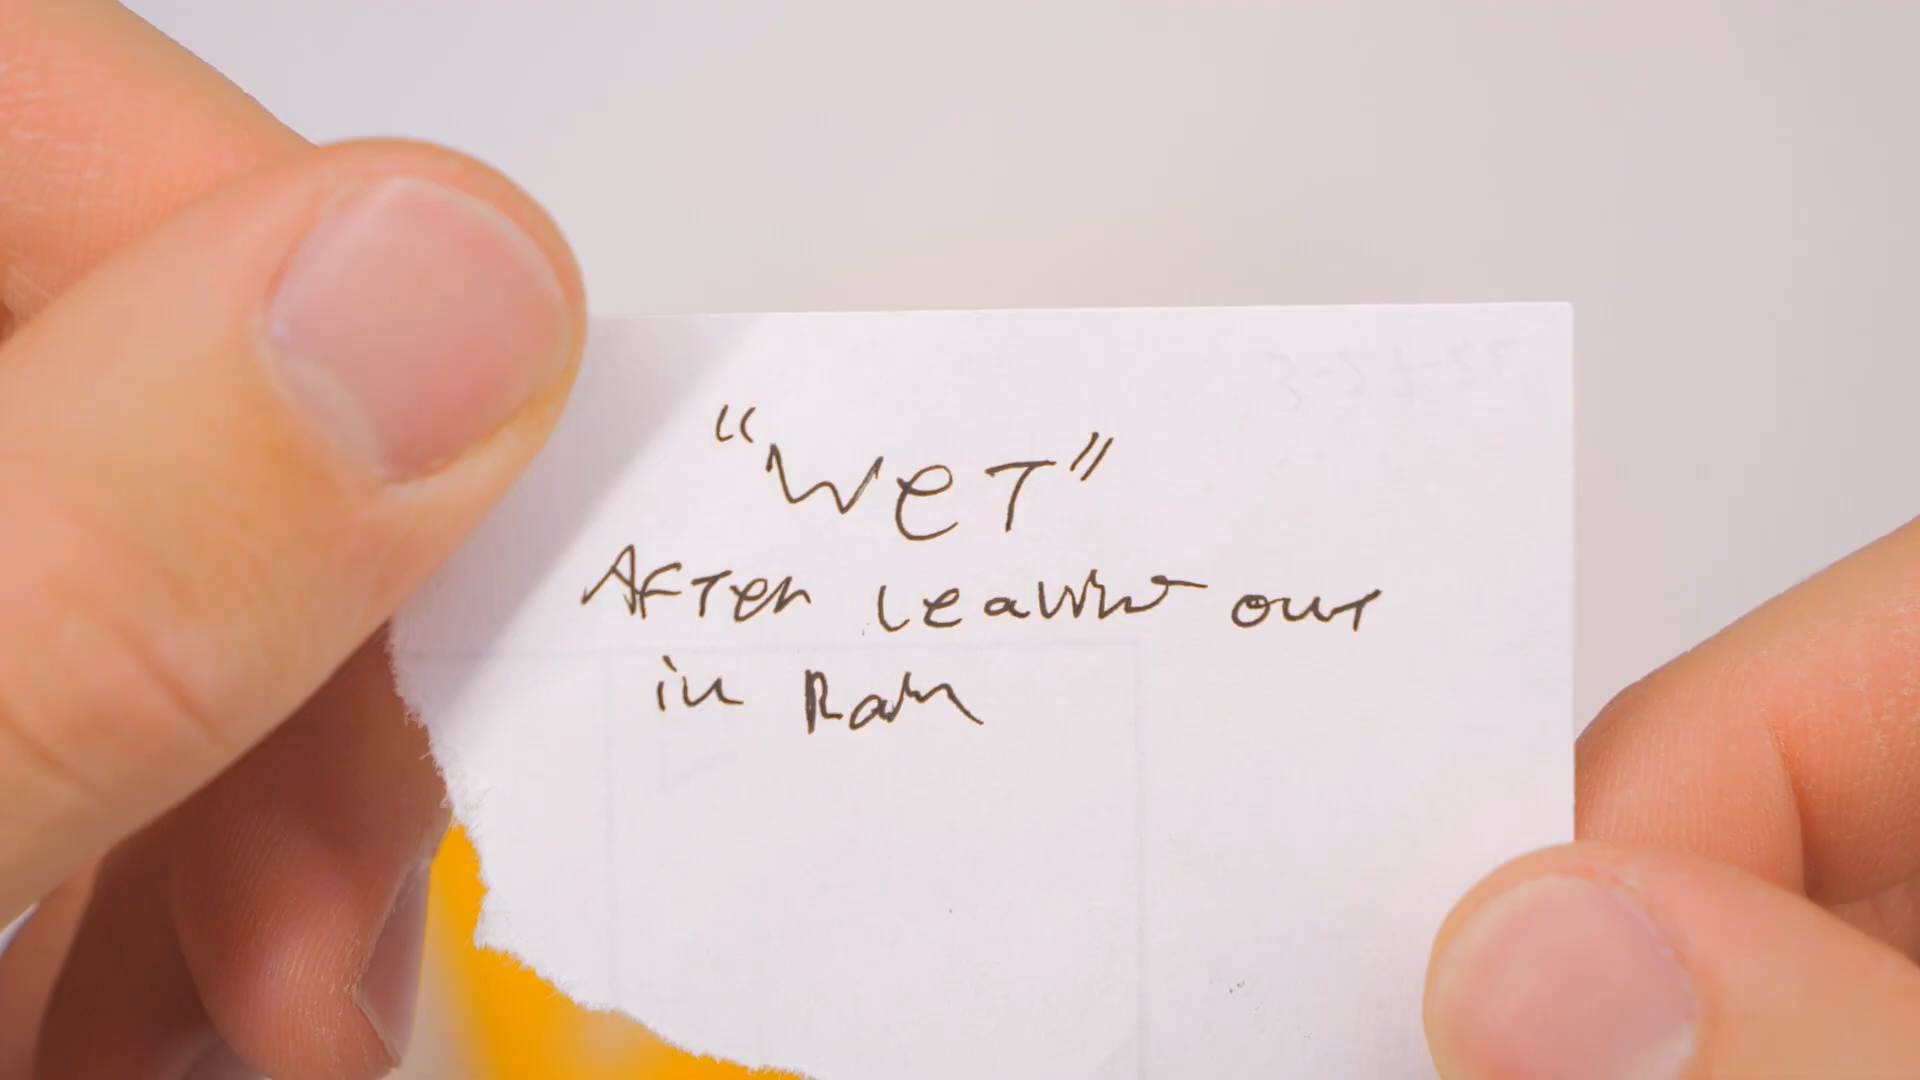 "WeT"
AFTer Leaving ouT
in Rain